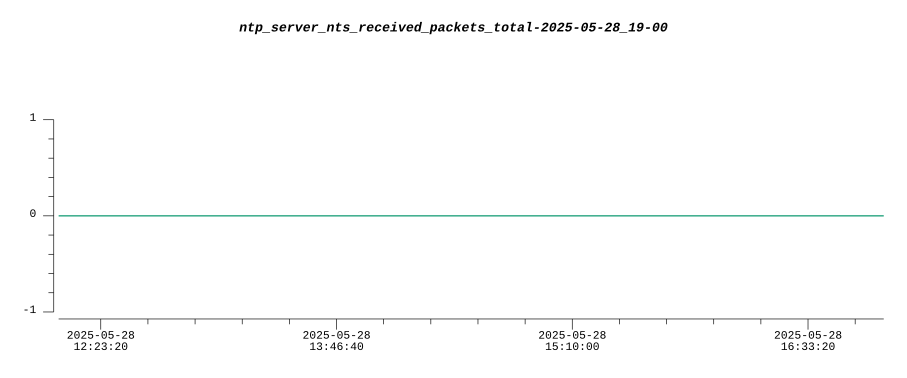 ntp_server_nts_received_packets_total-2025-05-28_19-00
1
0
-1
2025-05-28 2025-05-28 2025-05-28 2025-05-28
12:23:20 13:46:40 15:10:00 16:33:20